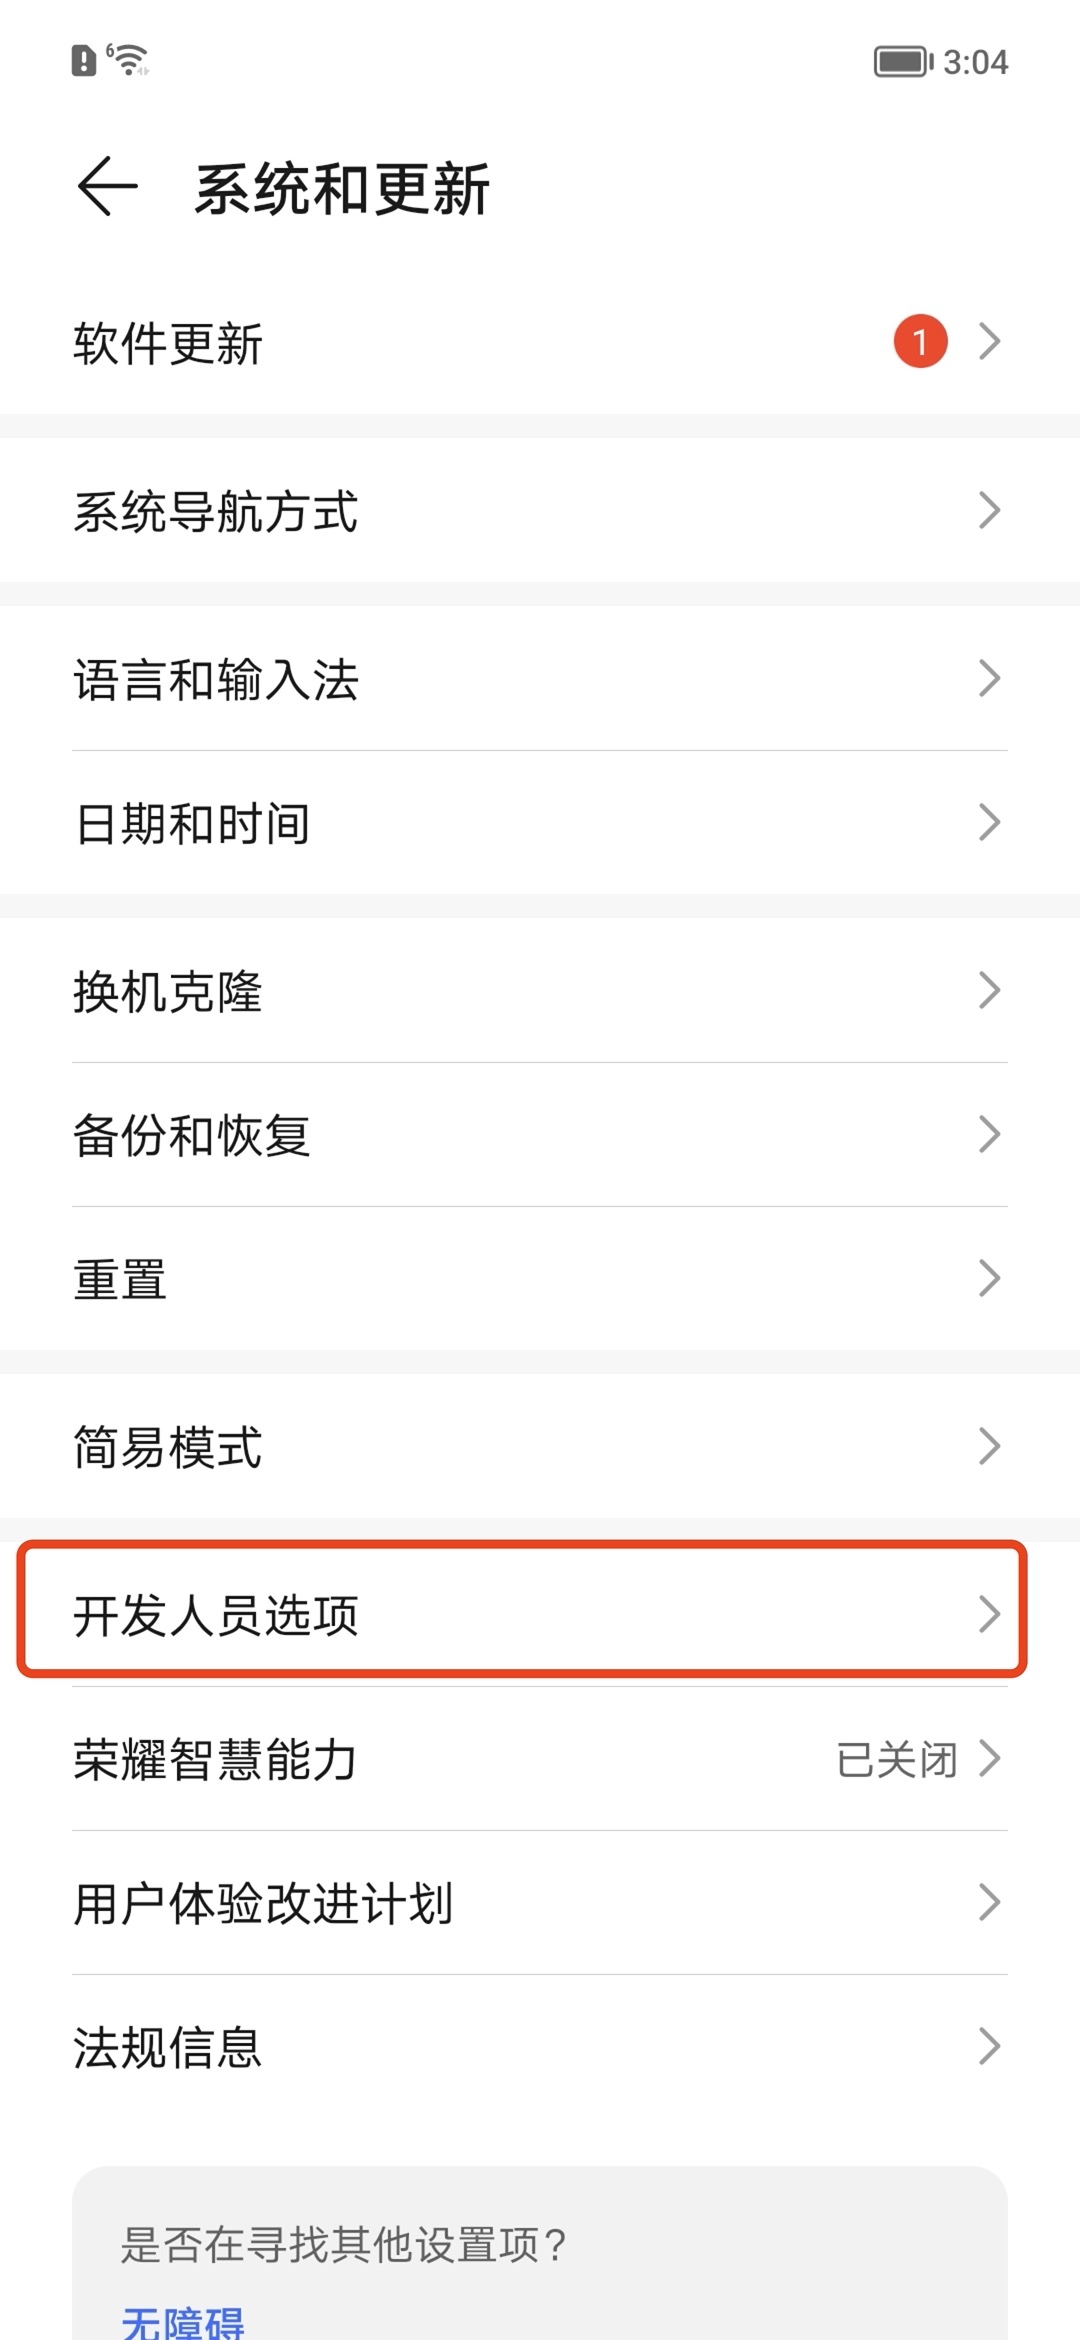 6 3:04
系统和更新
软件更新 1
系统导航方式
语言和输入法
日期和时间
换机克隆
备份和恢复
重置
简易模式
开发人员选项
荣耀智慧能力 已关闭
用户体验改进计划
法规信息
是否在寻找其他设置项?
无障碍